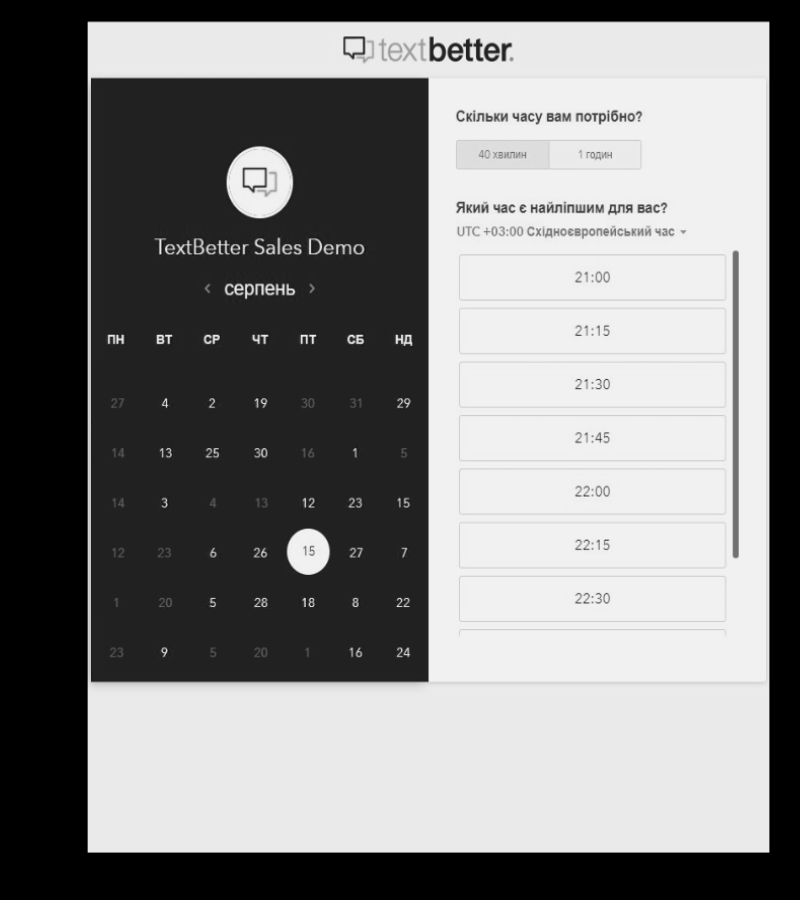 textbetter.
TextBetter Sales Demo
серпень
ПН ВТ СР ЧТ ПТ СБ НД
27 4 2 19 30 31 29
14 13 25 30 16 1 5
14 3 4 13 12 23 15
12 23 6 26 15 27 7
1 20 5 28 18 8 22
23 9 5 20 1 16 24
Скільки часу вам потрібно?
40 хвилин 1 годин
Який час є найліпшим для вас?
UTC +03:00 Східноєвропейський час
21:00
21:15
21:30
21:45
22:00
22:15
22:30